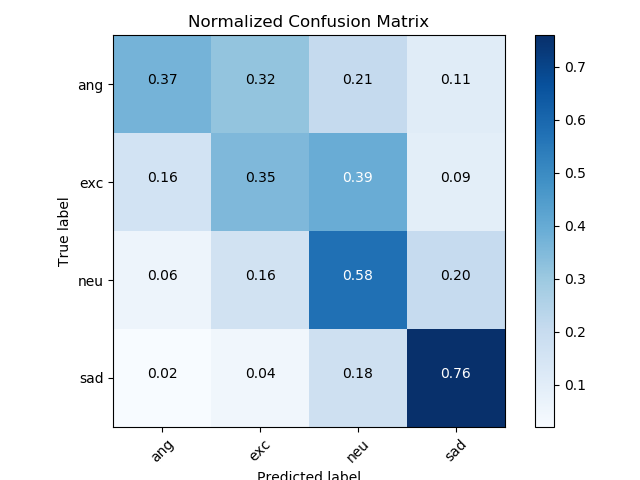 Normalized Confusion Matrix
ang 0.37 0.32 0.21 0.11
exc 0.16 0.35 0.39 0.09
neu 0.06 0.16 0.58 0.20
sad 0.02 0.04 0.18 0.76
ang exc neu sad
True label
Predicted label
0.7
0.6
0.5
0.4
0.3
0.2
0.1